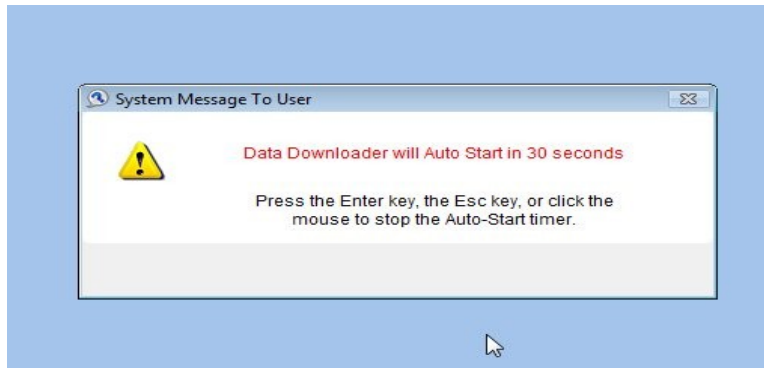 System Message To User
Data Downloader will Auto Start in 30 seconds
Press the Enter key, the Esc key, or click the
mouse to stop the Auto-Start timer.